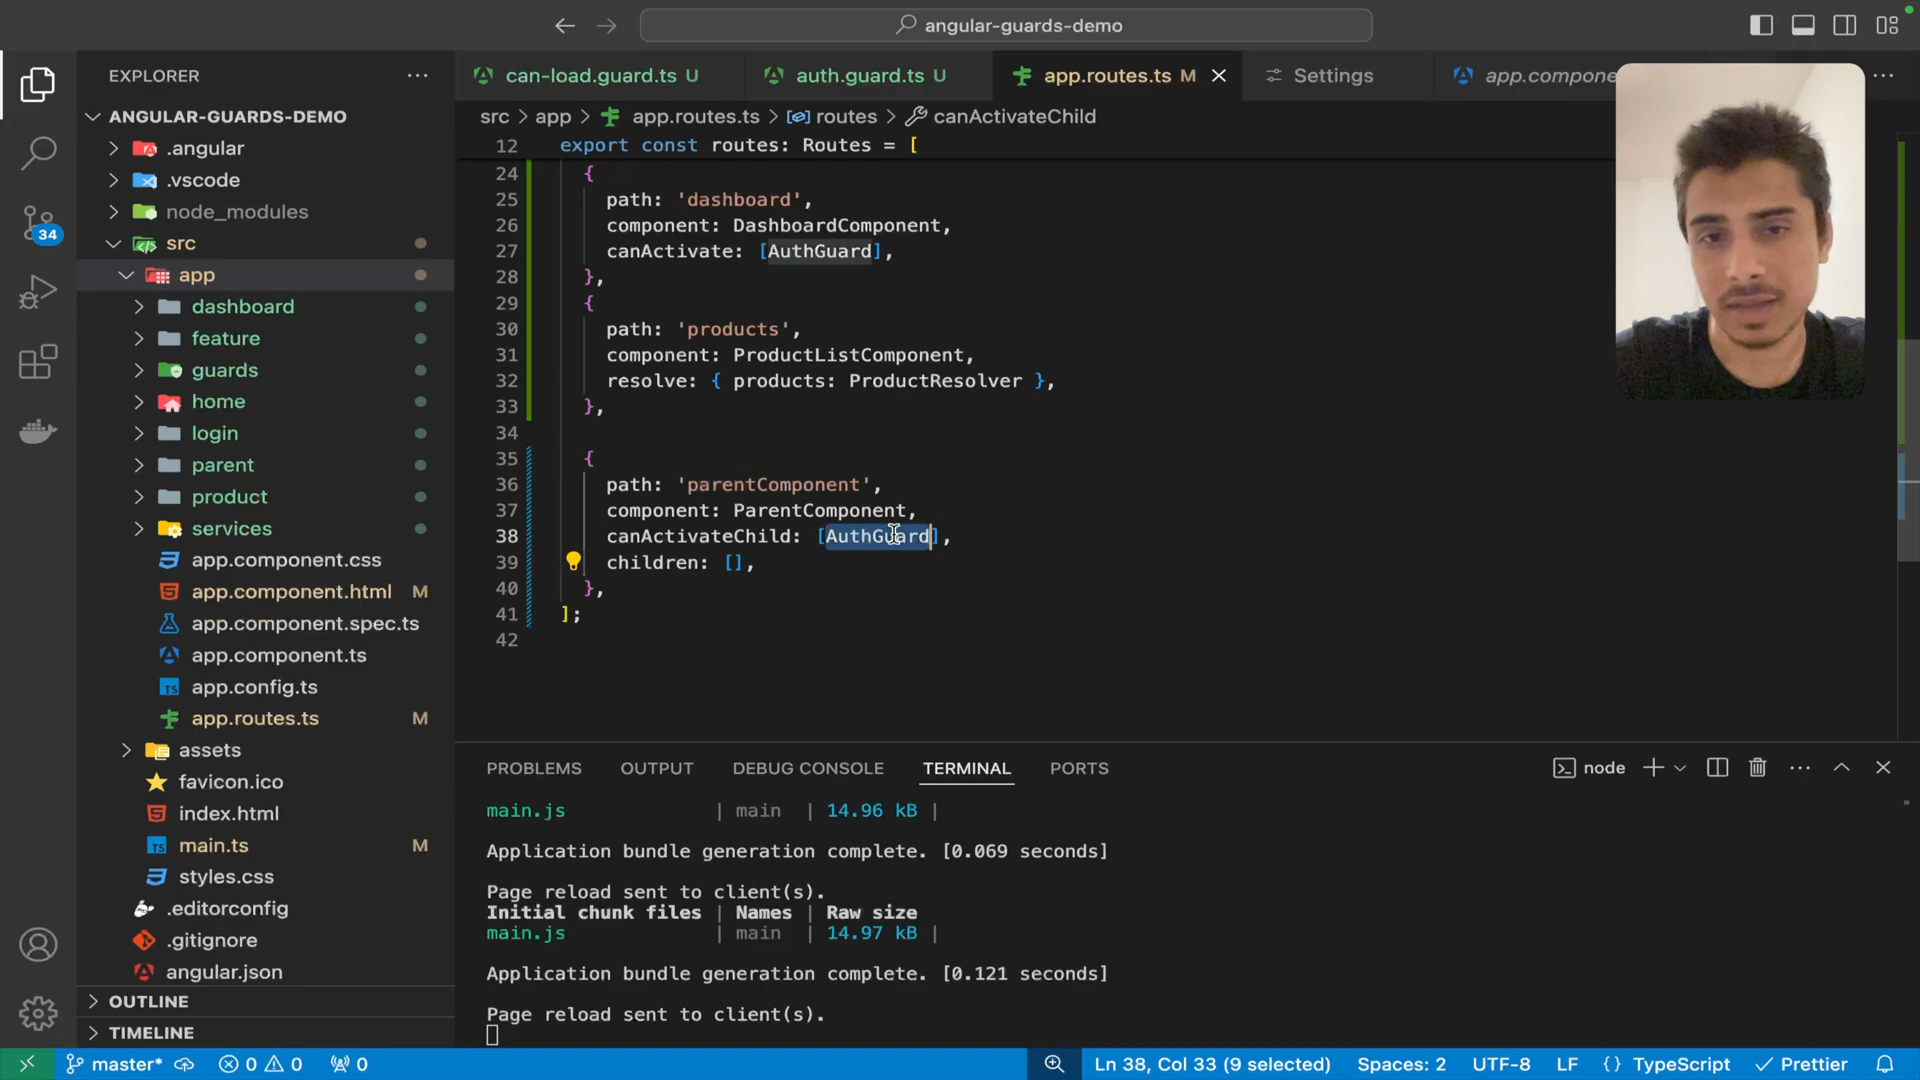 angular-guards-demo
EXPLORER
ANGULAR-GUARDS-DEMO
.angular
.vscode
node_modules
src
app
dashboard
feature
guards
home
login
parent
product
services
app.component.css
app.component.html M
app.component.spec.ts
app.component.ts
app.config.ts
app.routes.ts M
assets
favicon.ico
index.html
main.ts M
styles.css
.editorconfig
.gitignore
angular.json
OUTLINE
TIMELINE
34
can-load.guard.ts U
auth.guard.ts U
app.routes.ts M
Settings
app.compone
src > app > app.routes.ts > routes > canActivateChild
12 export const routes: Routes = [
24 {
25 path: 'dashboard',
26 component: DashboardComponent,
27 canActivate: [AuthGuard],
28 },
29 {
30 path: 'products',
31 component: ProductListComponent,
32 resolve: { products: ProductResolver },
33 },
34
35 {
36 path: 'parentComponent',
37 component: ParentComponent,
38 canActivateChild: [AuthGuard],
39 children: [],
40 },
41 ];
42
PROBLEMS OUTPUT DEBUG CONSOLE TERMINAL PORTS
node
main.js | main | 14.96 kB |
Application bundle generation complete. [0.069 seconds]
Page reload sent to client(s).
Initial chunk files | Names | Raw size
main.js | main | 14.97 kB |
Application bundle generation complete. [0.121 seconds]
Page reload sent to client(s).
master* 0 0 0
Ln 38, Col 33 (9 selected) Spaces: 2 UTF-8 LF {} TypeScript Prettier